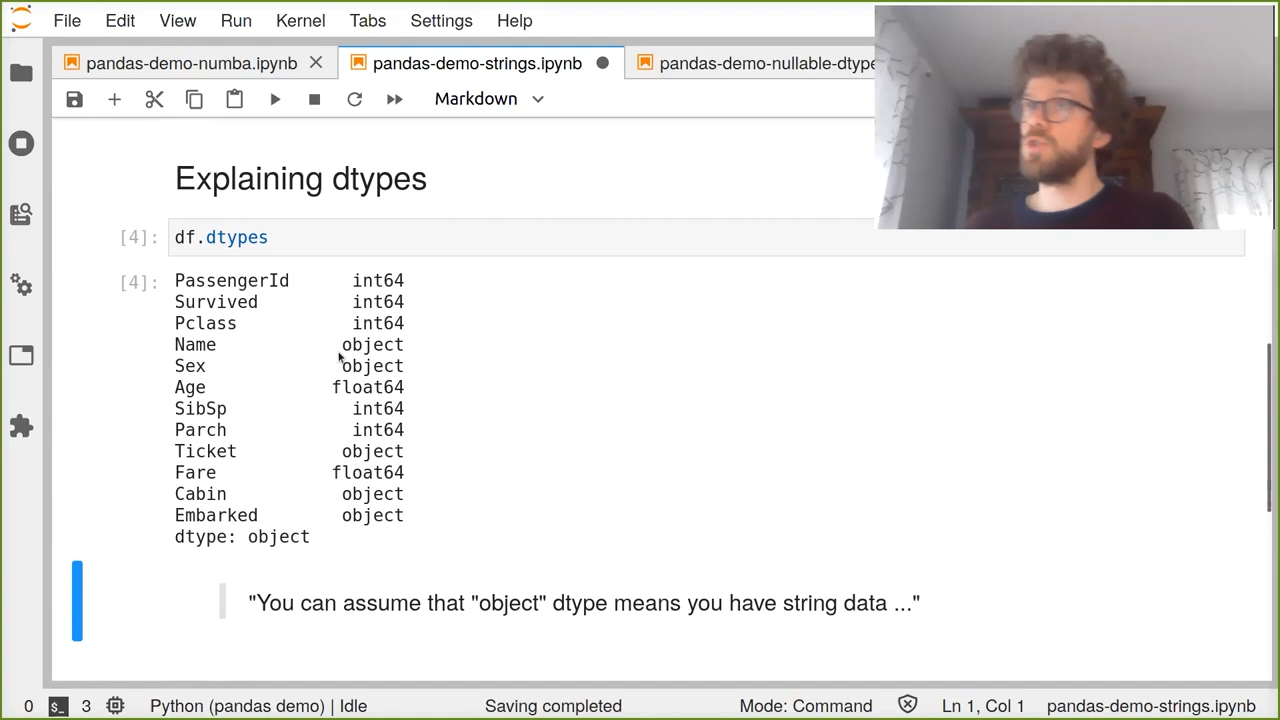 File Edit View Run Kernel Tabs Settings Help
pandas-demo-numba.ipynb pandas-demo-strings.ipynb pandas-demo-nullable-dtype
Markdown
Explaining dtypes
[4]: df.dtypes
[4]: PassengerId int64
Survived int64
Pclass int64
Name object
Sex object
Age float64
SibSp int64
Parch int64
Ticket object
Fare float64
Cabin object
Embarked object
dtype: object
"You can assume that "object" dtype means you have string data ..."
0 $_ 3 Python (pandas demo) | Idle Saving completed Mode: Command Ln 1, Col 1 pandas-demo-strings.ipynb